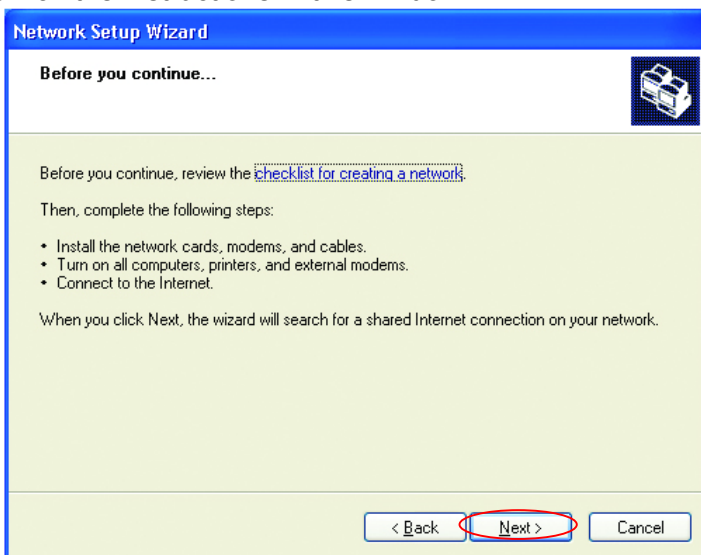 Network Setup Wizard
Before you continue...
Before you continue, review the checklist for creating a network.
Then, complete the following steps:
• Install the network cards, modems, and cables.
• Turn on all computers, printers, and external modems.
• Connect to the Internet.
When you click Next, the wizard will search for a shared Internet connection on your network.
< Back Next > Cancel